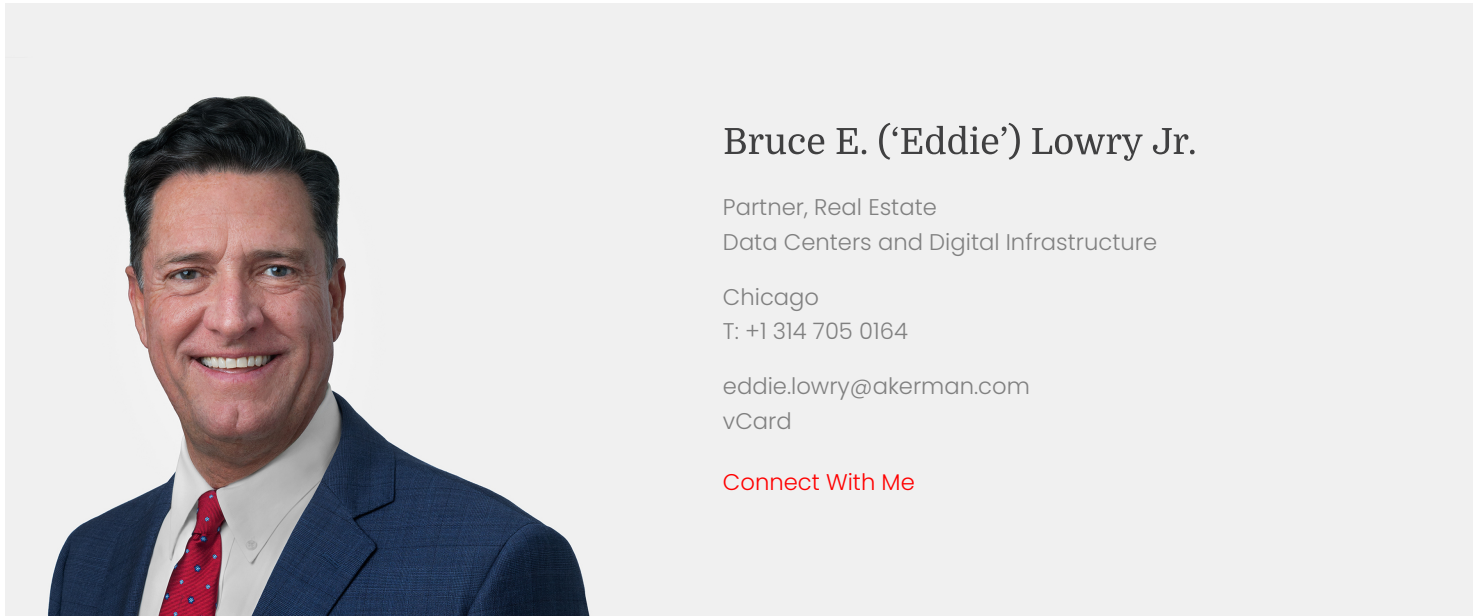 Bruce E. (‘Eddie’) Lowry Jr.
Partner, Real Estate
Data Centers and Digital Infrastructure
Chicago
T: +1 314 705 0164
eddie.lowry@akerman.com
vCard
Connect With Me